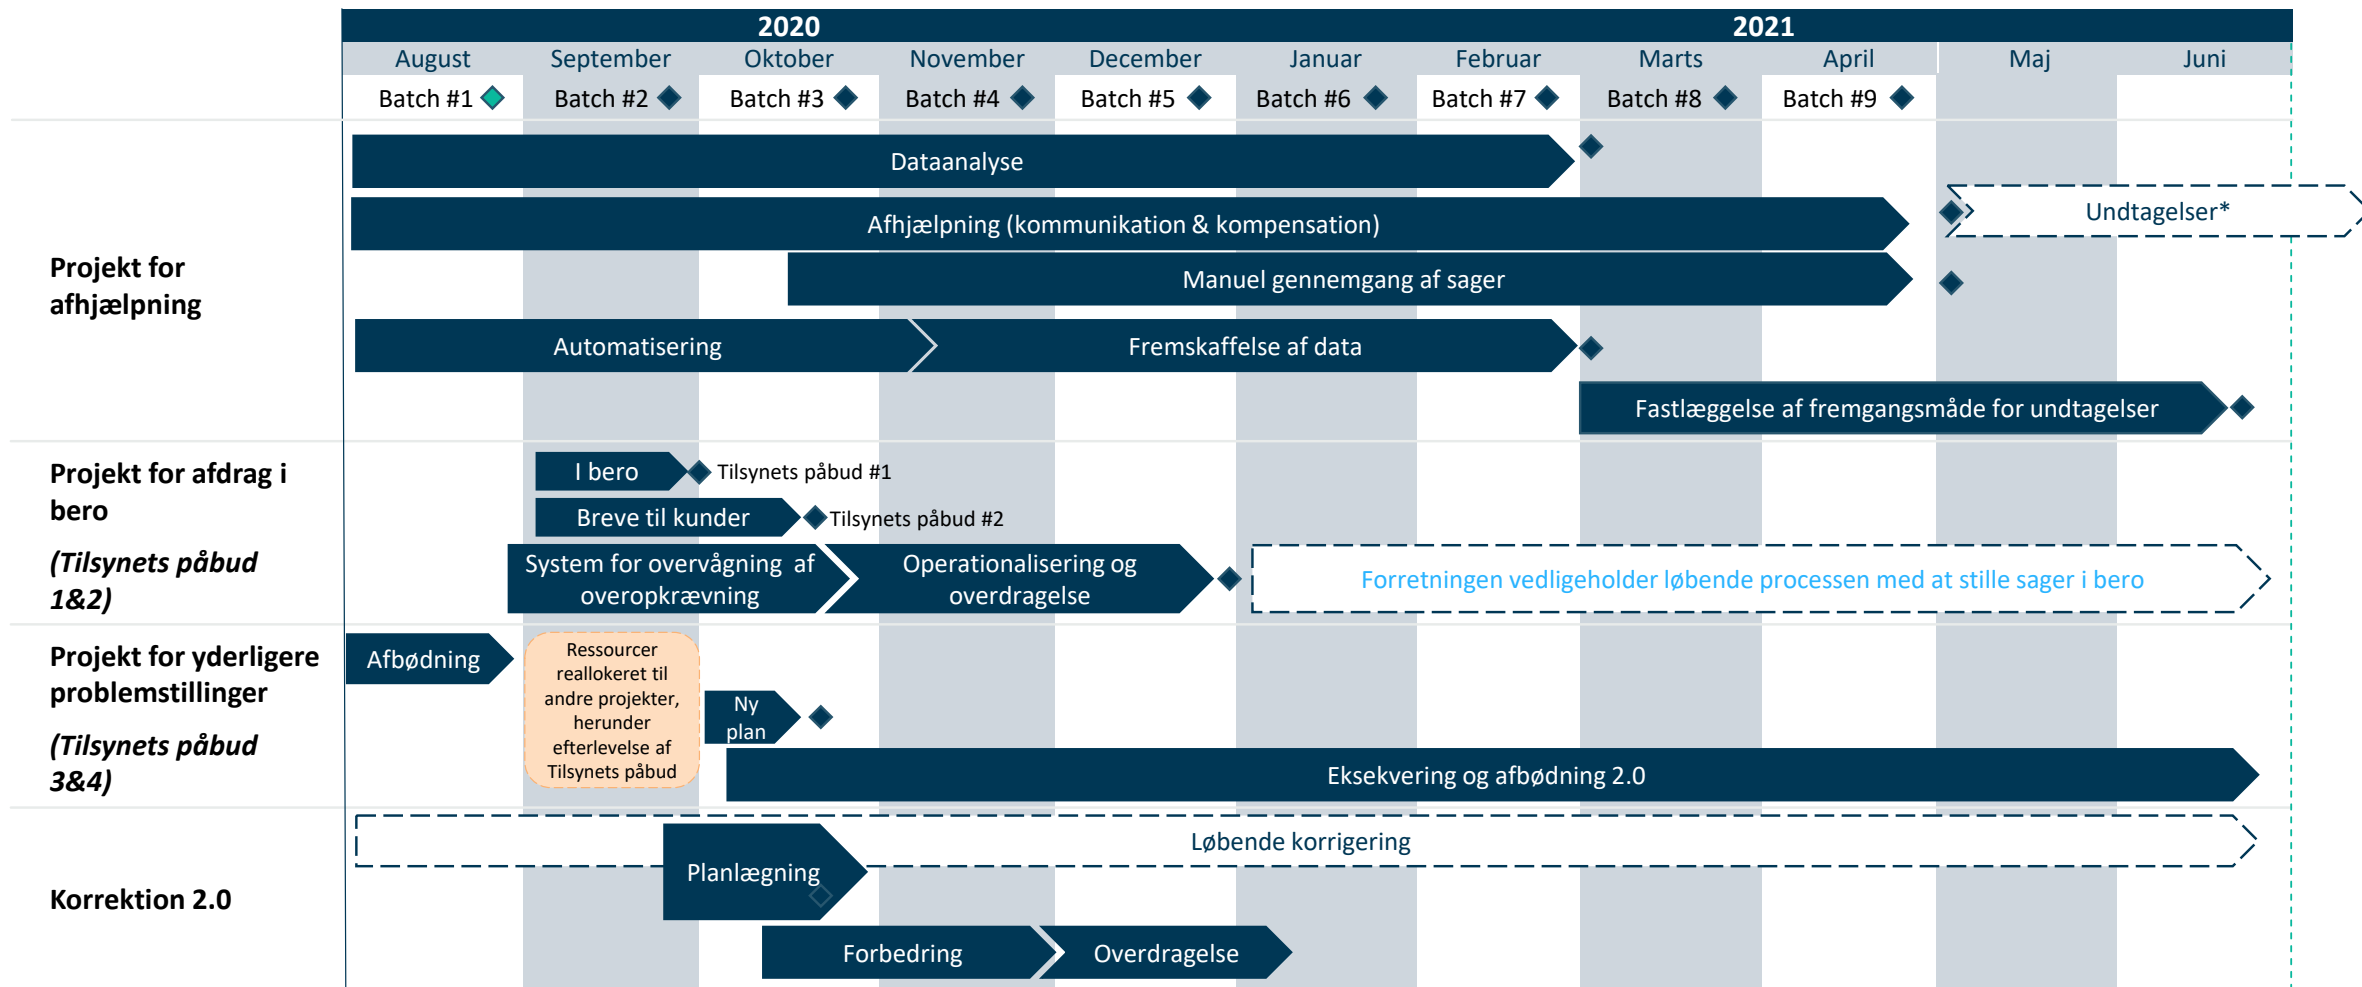 2020
2021
August
September
Oktober
November
December
Januar
Februar
Marts
April
Maj
Juni
Batch #1
Batch #2
Batch #3
Batch #4
Batch #5
Batch #6
Batch #7
Batch #8
Batch #9
Projekt for
afhjælpning
Dataanalyse
Afhjælpning (kommunikation & kompensation)
Undtagelser*
Manuel gennemgang af sager
Automatisering
Fremskaffelse af data
Fastlæggelse af fremgangsmåde for undtagelser
Projekt for afdrag i
bero
(Tilsynets påbud
1&2)
I bero
Tilsynets påbud #1
Breve til kunder
Tilsynets påbud #2
System for overvågning af
overopkrævning
Operationalisering og
overdragelse
Forretningen vedligeholder løbende processen med at stille sager i bero
Projekt for yderligere
problemstillinger
(Tilsynets påbud
3&4)
Afbødning
Ressourcer
reallokeret til
andre projekter,
herunder
efterlevelse af
Tilsynets påbud
Ny
plan
Eksekvering og afbødning 2.0
Korrektion 2.0
Løbende korrigering
Planlægning
Forbedring
Overdragelse